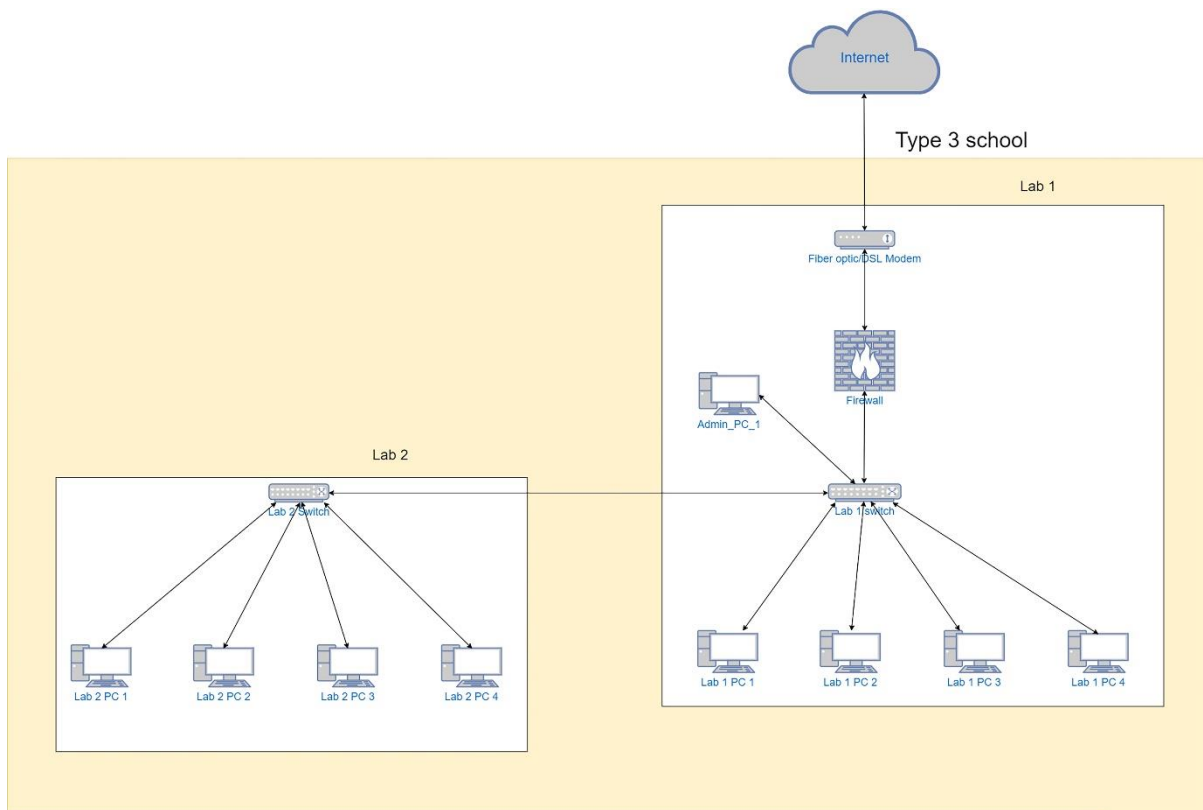 Internet
Type 3 school
Lab 1
Fiber optic/DSL Modem
Firewall
Admin_PC_1
Lab 2
Lab 2 Switch
Lab 1 switch
Lab 2 PC 1
Lab 2 PC 2
Lab 2 PC 3
Lab 2 PC 4
Lab 1 PC 1
Lab 1 PC 2
Lab 1 PC 3
Lab 1 PC 4